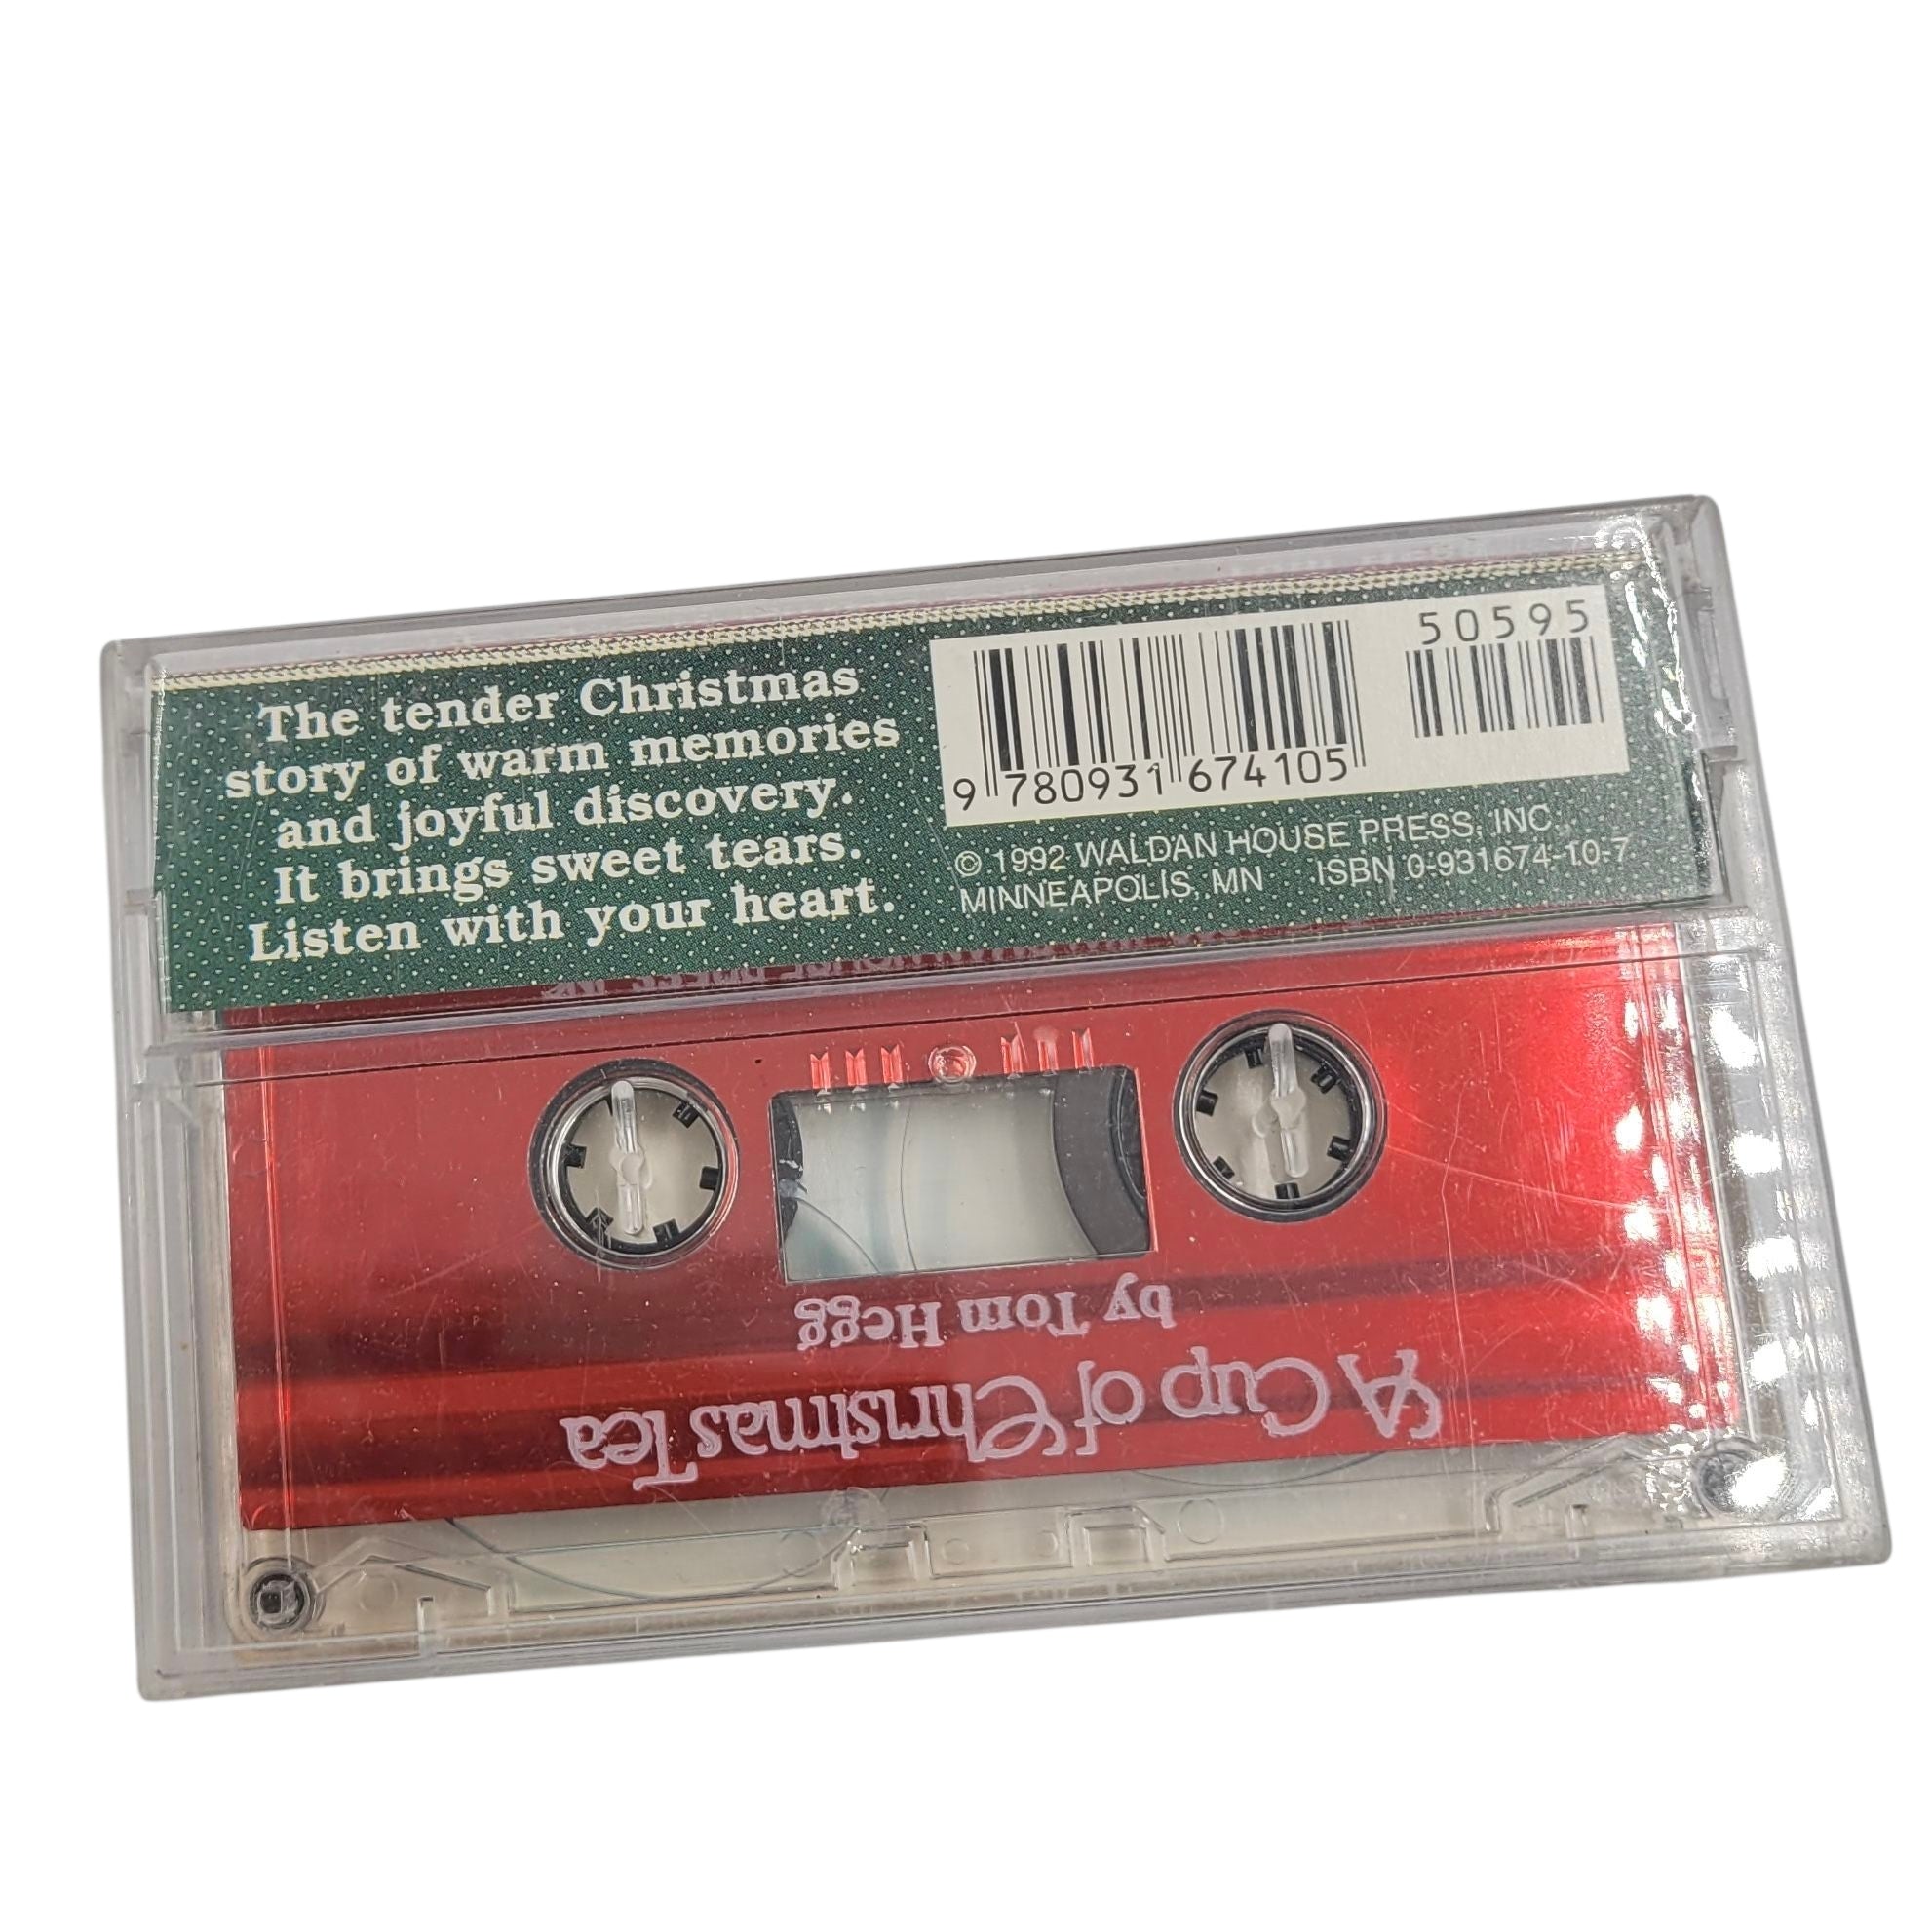 The tender Christmas
story of warm memories
and joyful discovery.
It brings sweet tears.
Listen with your heart.
50595
9 780931 674105
© 1992 WALDAN HOUSE PRESS, INC.,
MINNEAPOLIS, MN ISBN 0-931674-10-7
A Cup of Christmas Tea
by Tom Hegg